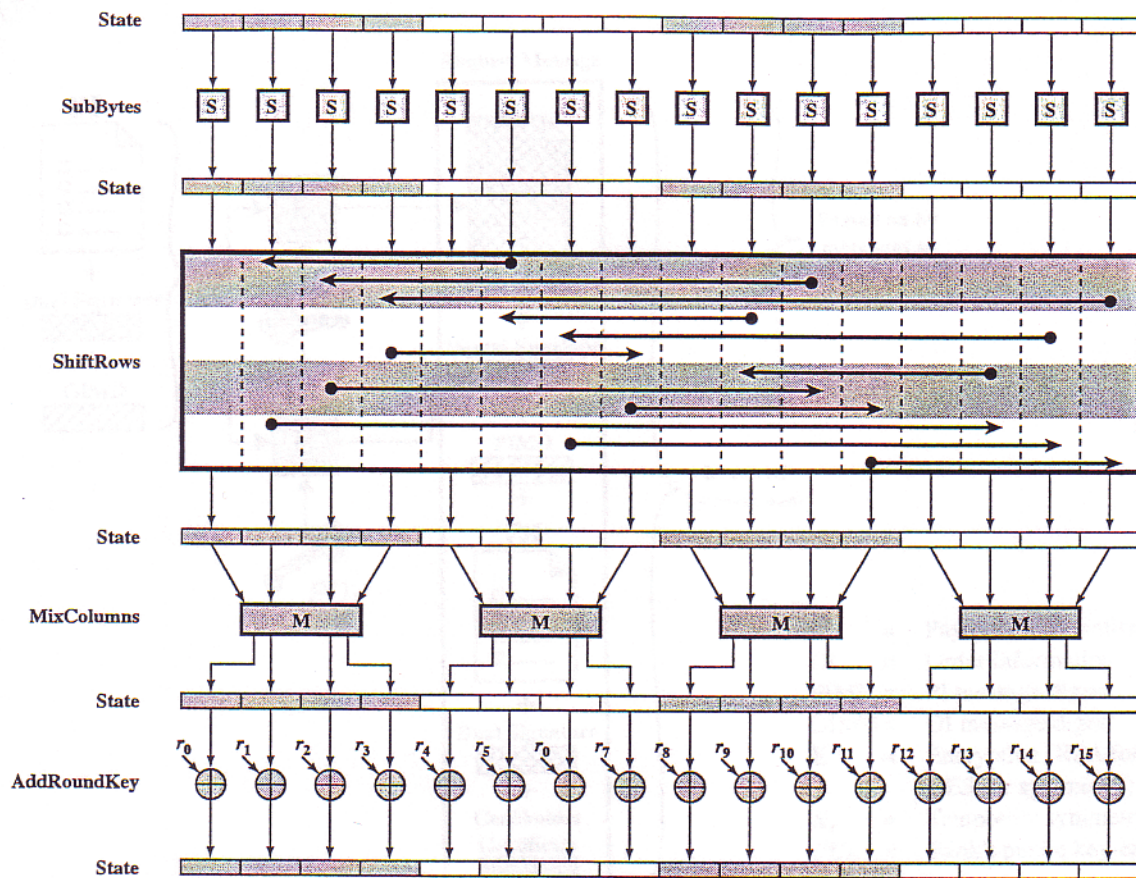 State
SubBytes S S S S S S S S S S S S S S S S
State
ShiftRows
State
MixColumns M M M M
State
r0 r1 r2 r3 r4 r5 r0 r7 r8 r9 r10 r11 r12 r13 r14 r15
AddRoundKey
State